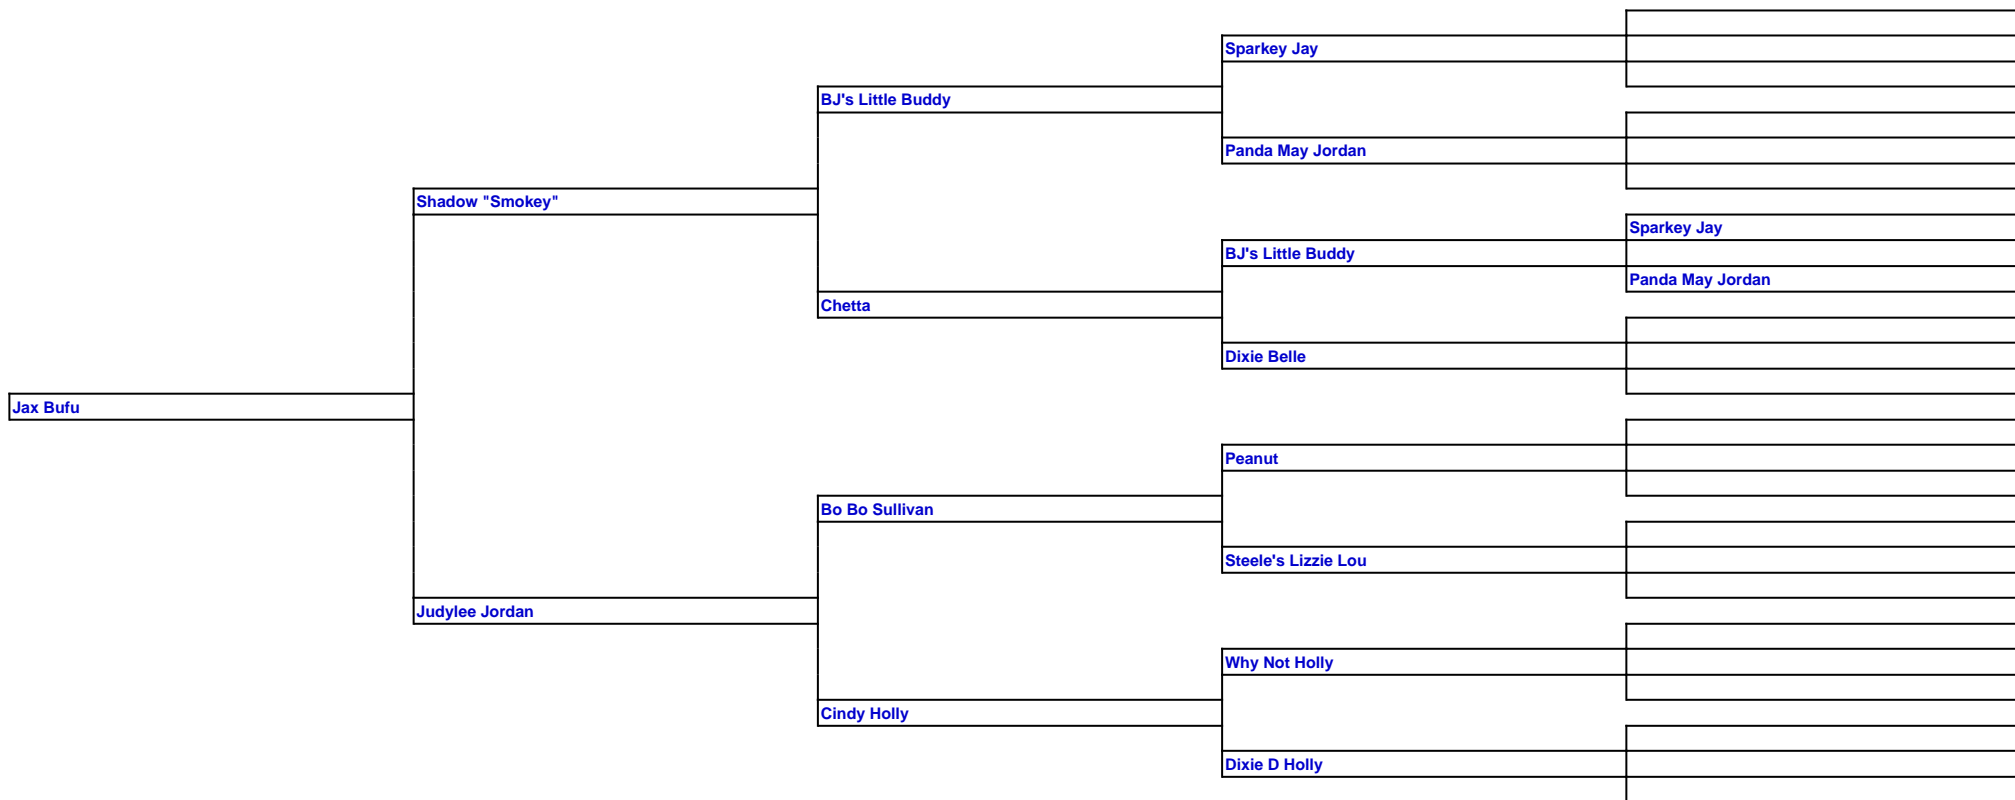 Sparkey Jay
BJ's Little Buddy
Panda May Jordan
Shadow "Smokey"
Sparkey Jay
BJ's Little Buddy
Panda May Jordan
Chetta
Dixie Belle
Jax Bufu
Peanut
Bo Bo Sullivan
Steele's Lizzie Lou
Judylee Jordan
Why Not Holly
Cindy Holly
Dixie D Holly